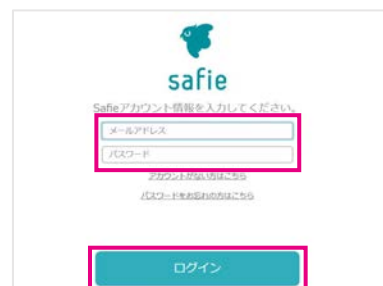 safie
Safieアカウント情報を入力してください。
メールアドレス
パスワード
アカウントがない方はこちら
パスワードをお忘れの方はこちら
ログイン